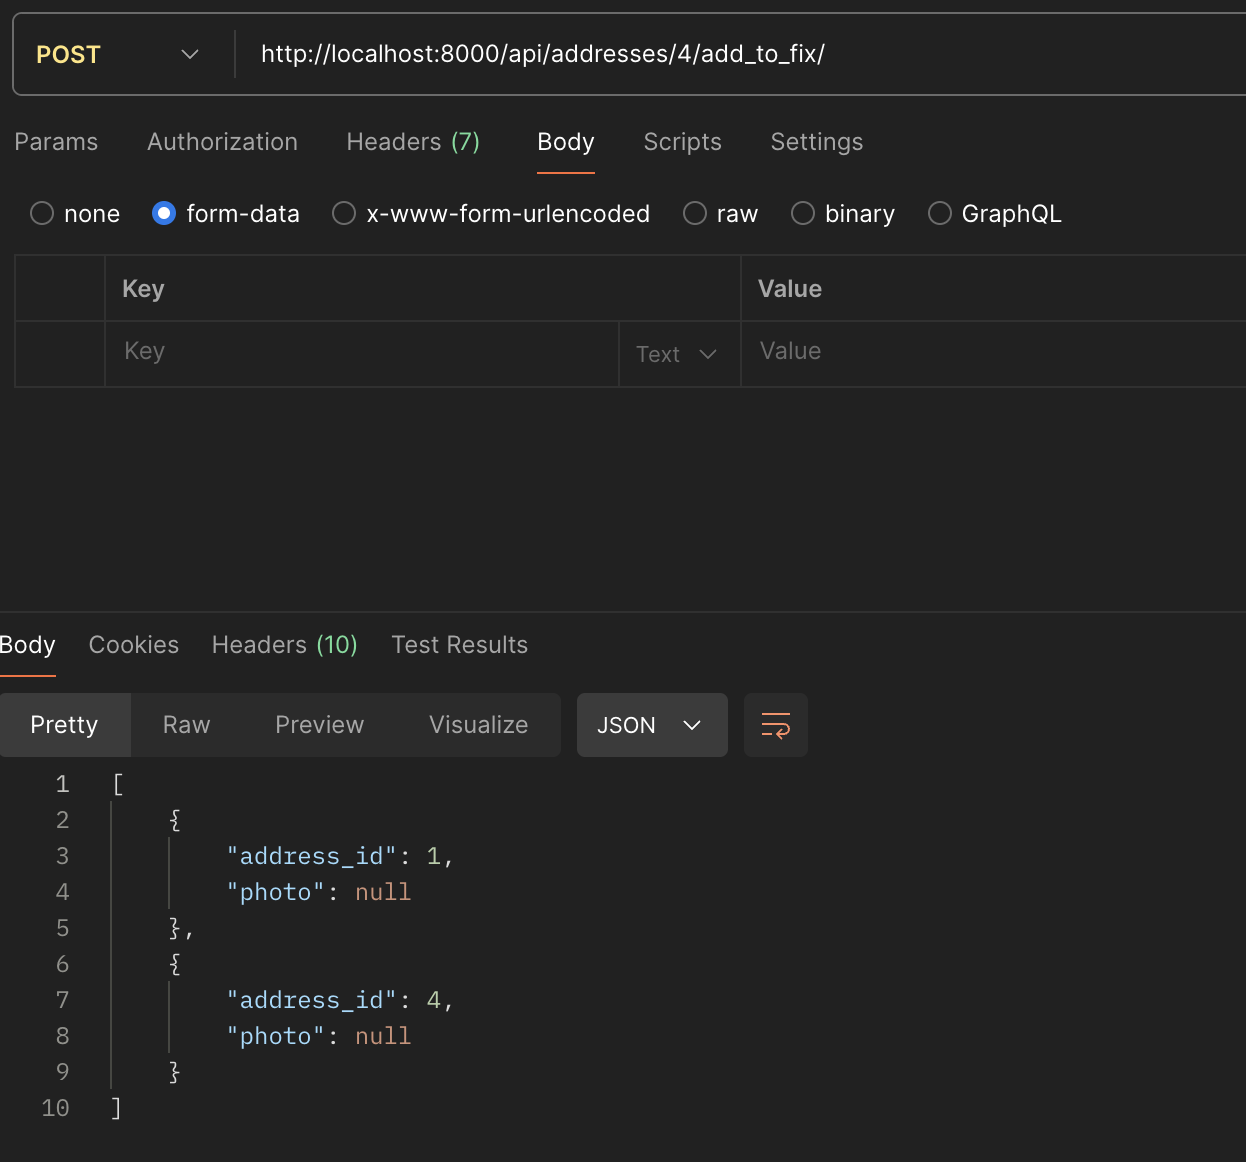 POST http://localhost:8000/api/addresses/4/add_to_fix/
Params Authorization Headers (7) Body Scripts Settings
none form-data x-www-form-urlencoded raw binary GraphQL
Key Value
Key Text Value
Body Cookies Headers (10) Test Results
Pretty Raw Preview Visualize JSON
1 [
2 {
3 "address_id": 1,
4 "photo": null
5 },
6 {
7 "address_id": 4,
8 "photo": null
9 }
10 ]